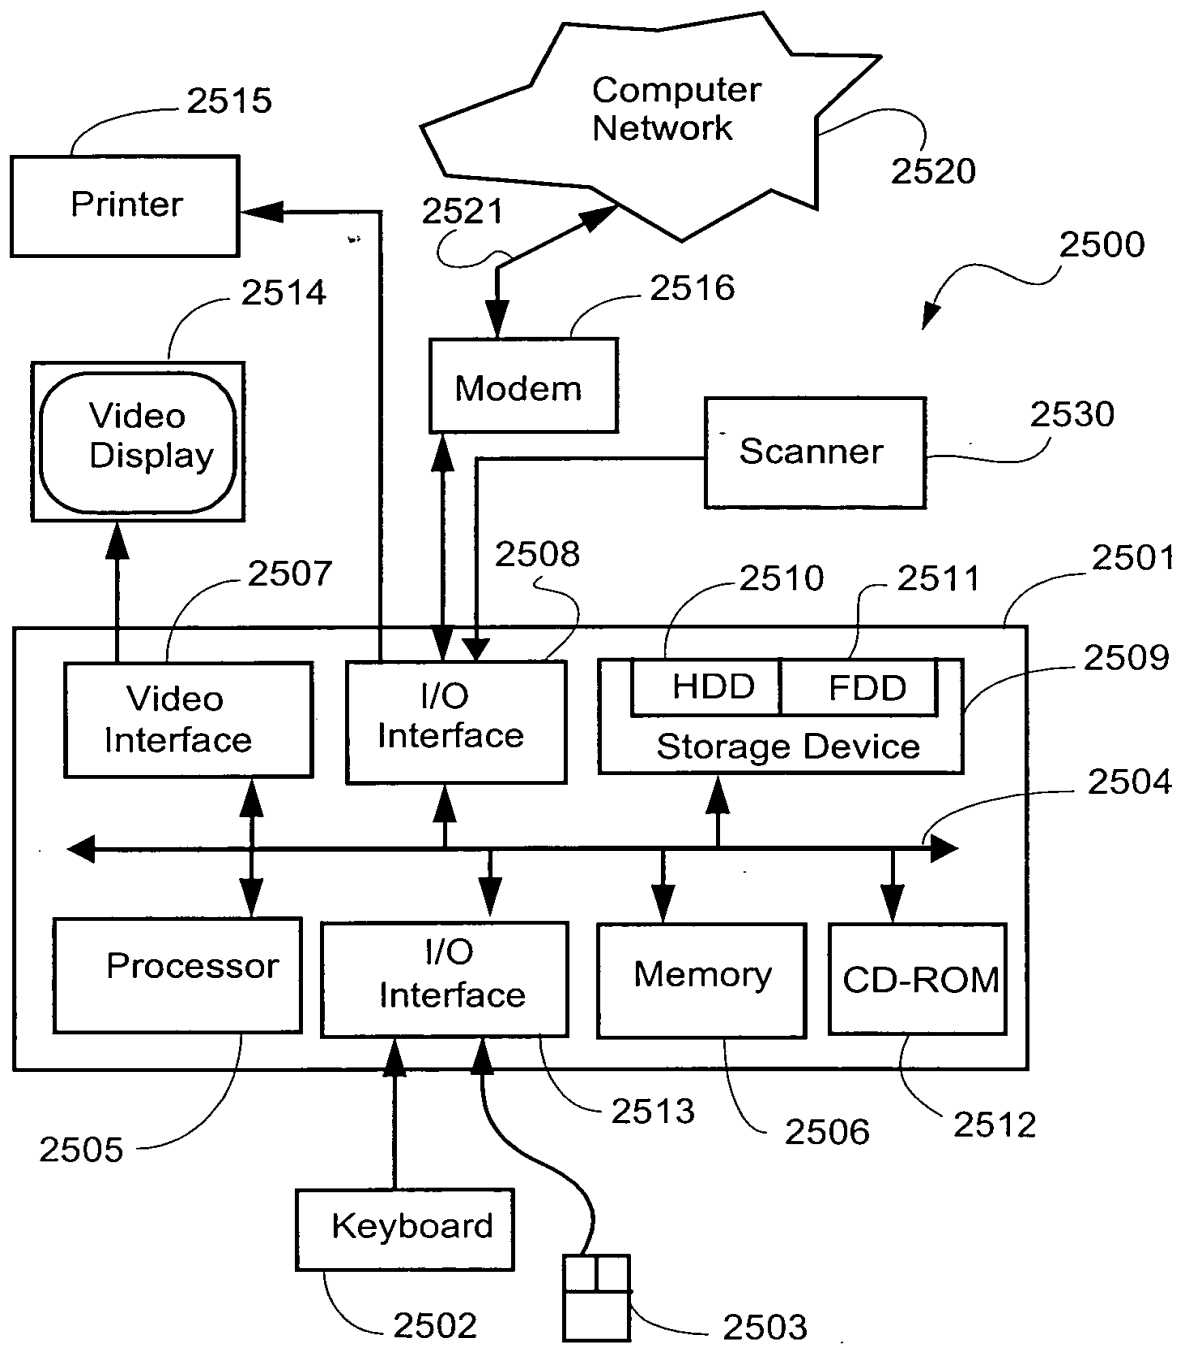 2515
Computer
Network
2520
Printer
2521
2500
2514
2516
Video
Display
Modem
2530
Scanner
2507
2508
2510
2511
2501
2509
Video
Interface
I/O
Interface
HDD
FDD
Storage Device
2504
Processor
I/O
Interface
Memory
CD-ROM
2505
2513
2506
2512
Keyboard
2502
2503